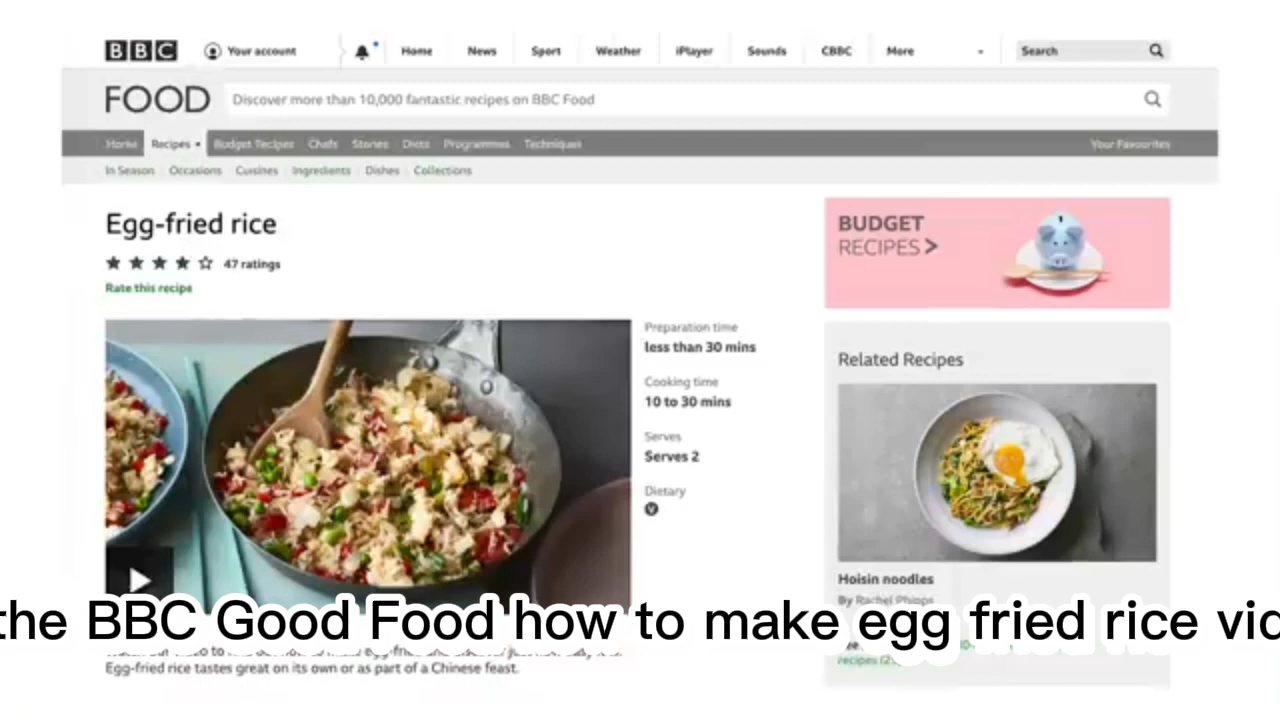 BBC Your account Home News Sport Weather iPlayer Sounds CBBC More Search
FOOD Discover more than 10,000 fantastic recipes on BBC Food
Home Recipes Budget Recipes Chefs Stories Diets Programmes Techniques Your Favourites
In Season Occasions Cuisines Ingredients Dishes Collections
Egg-fried rice
47 ratings
Rate this recipe
BUDGET
RECIPES >
Preparation time
less than 30 mins
Cooking time
10 to 30 mins
Serves
Serves 2
Dietary
V
Related Recipes
Hoisin noodles
By Rachel Phipps
the BBC Good Food how to make egg fried rice
Egg-fried rice tastes great on its own or as part of a Chinese feast.